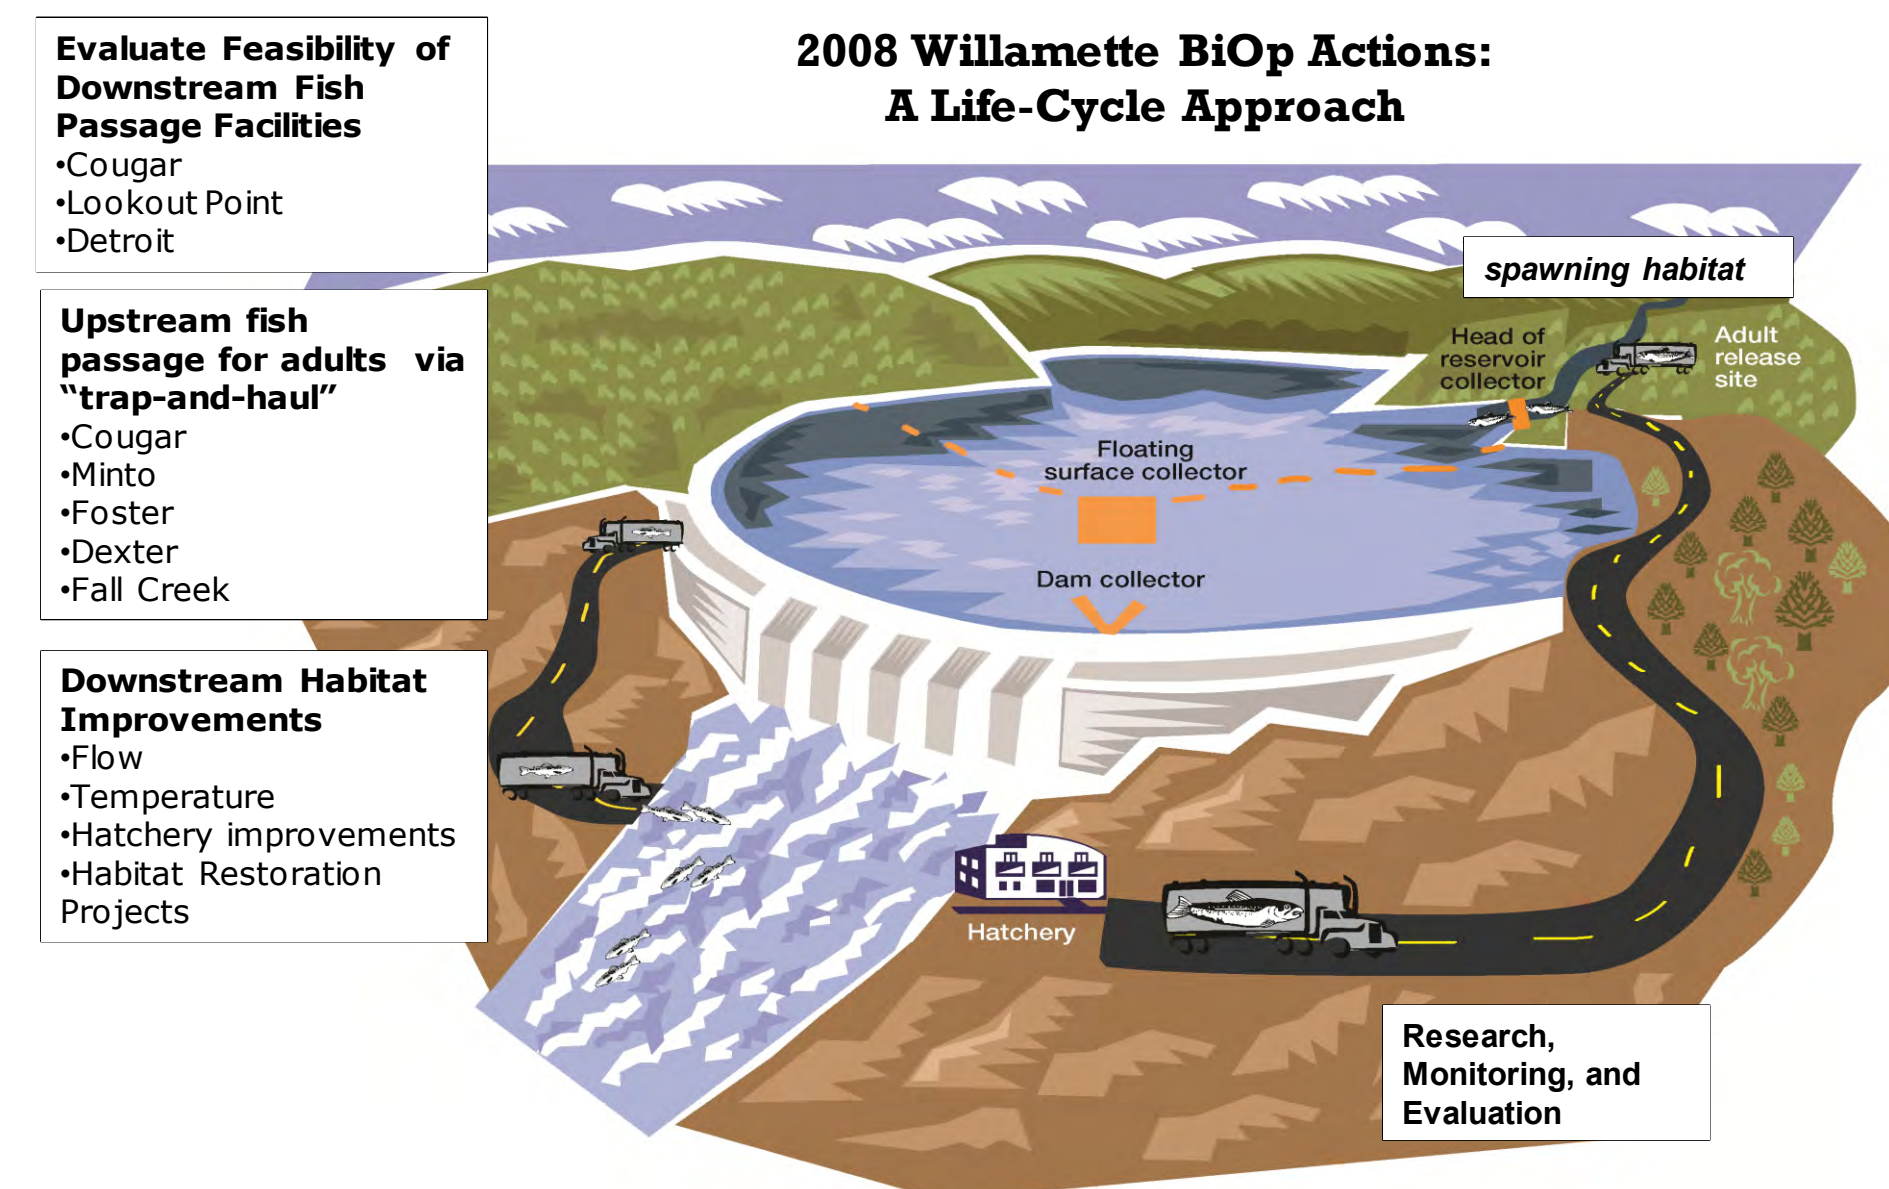 2008 Willamette BiOp Actions:
A Life-Cycle Approach
Evaluate Feasibility of
Downstream Fish
Passage Facilities
•Cougar
•Lookout Point
•Detroit
Upstream fish
passage for adults via
“trap-and-haul”
•Cougar
•Minto
•Foster
•Dexter
•Fall Creek
Downstream Habitat
Improvements
•Flow
•Temperature
•Hatchery improvements
•Habitat Restoration
Projects
spawning habitat
Head of
reservoir
collector
Adult
release
site
Floating
surface collector
Dam collector
Hatchery
Research,
Monitoring, and
Evaluation